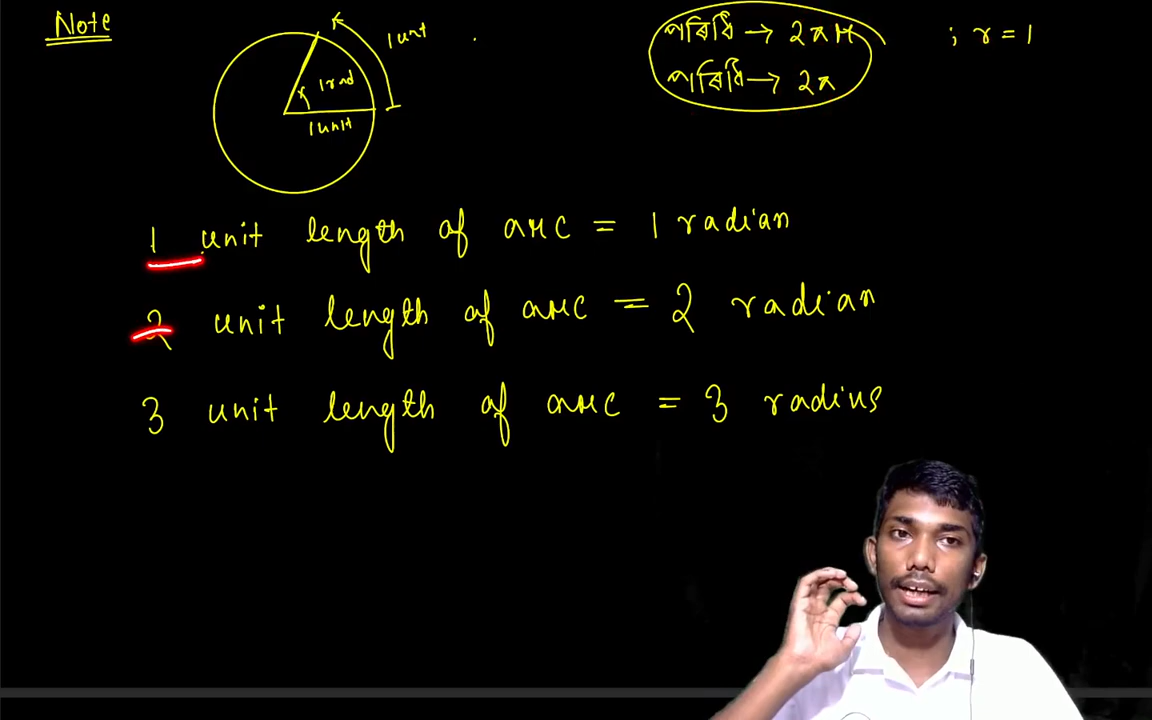 Note
1 unit
1 rad
1 unit
পৰিধি → 2πr
; r = 1
পৰিধি → 2π
1 unit length of arc = 1 radian
2 unit length of arc = 2 radian
3 unit length of arc = 3 radius